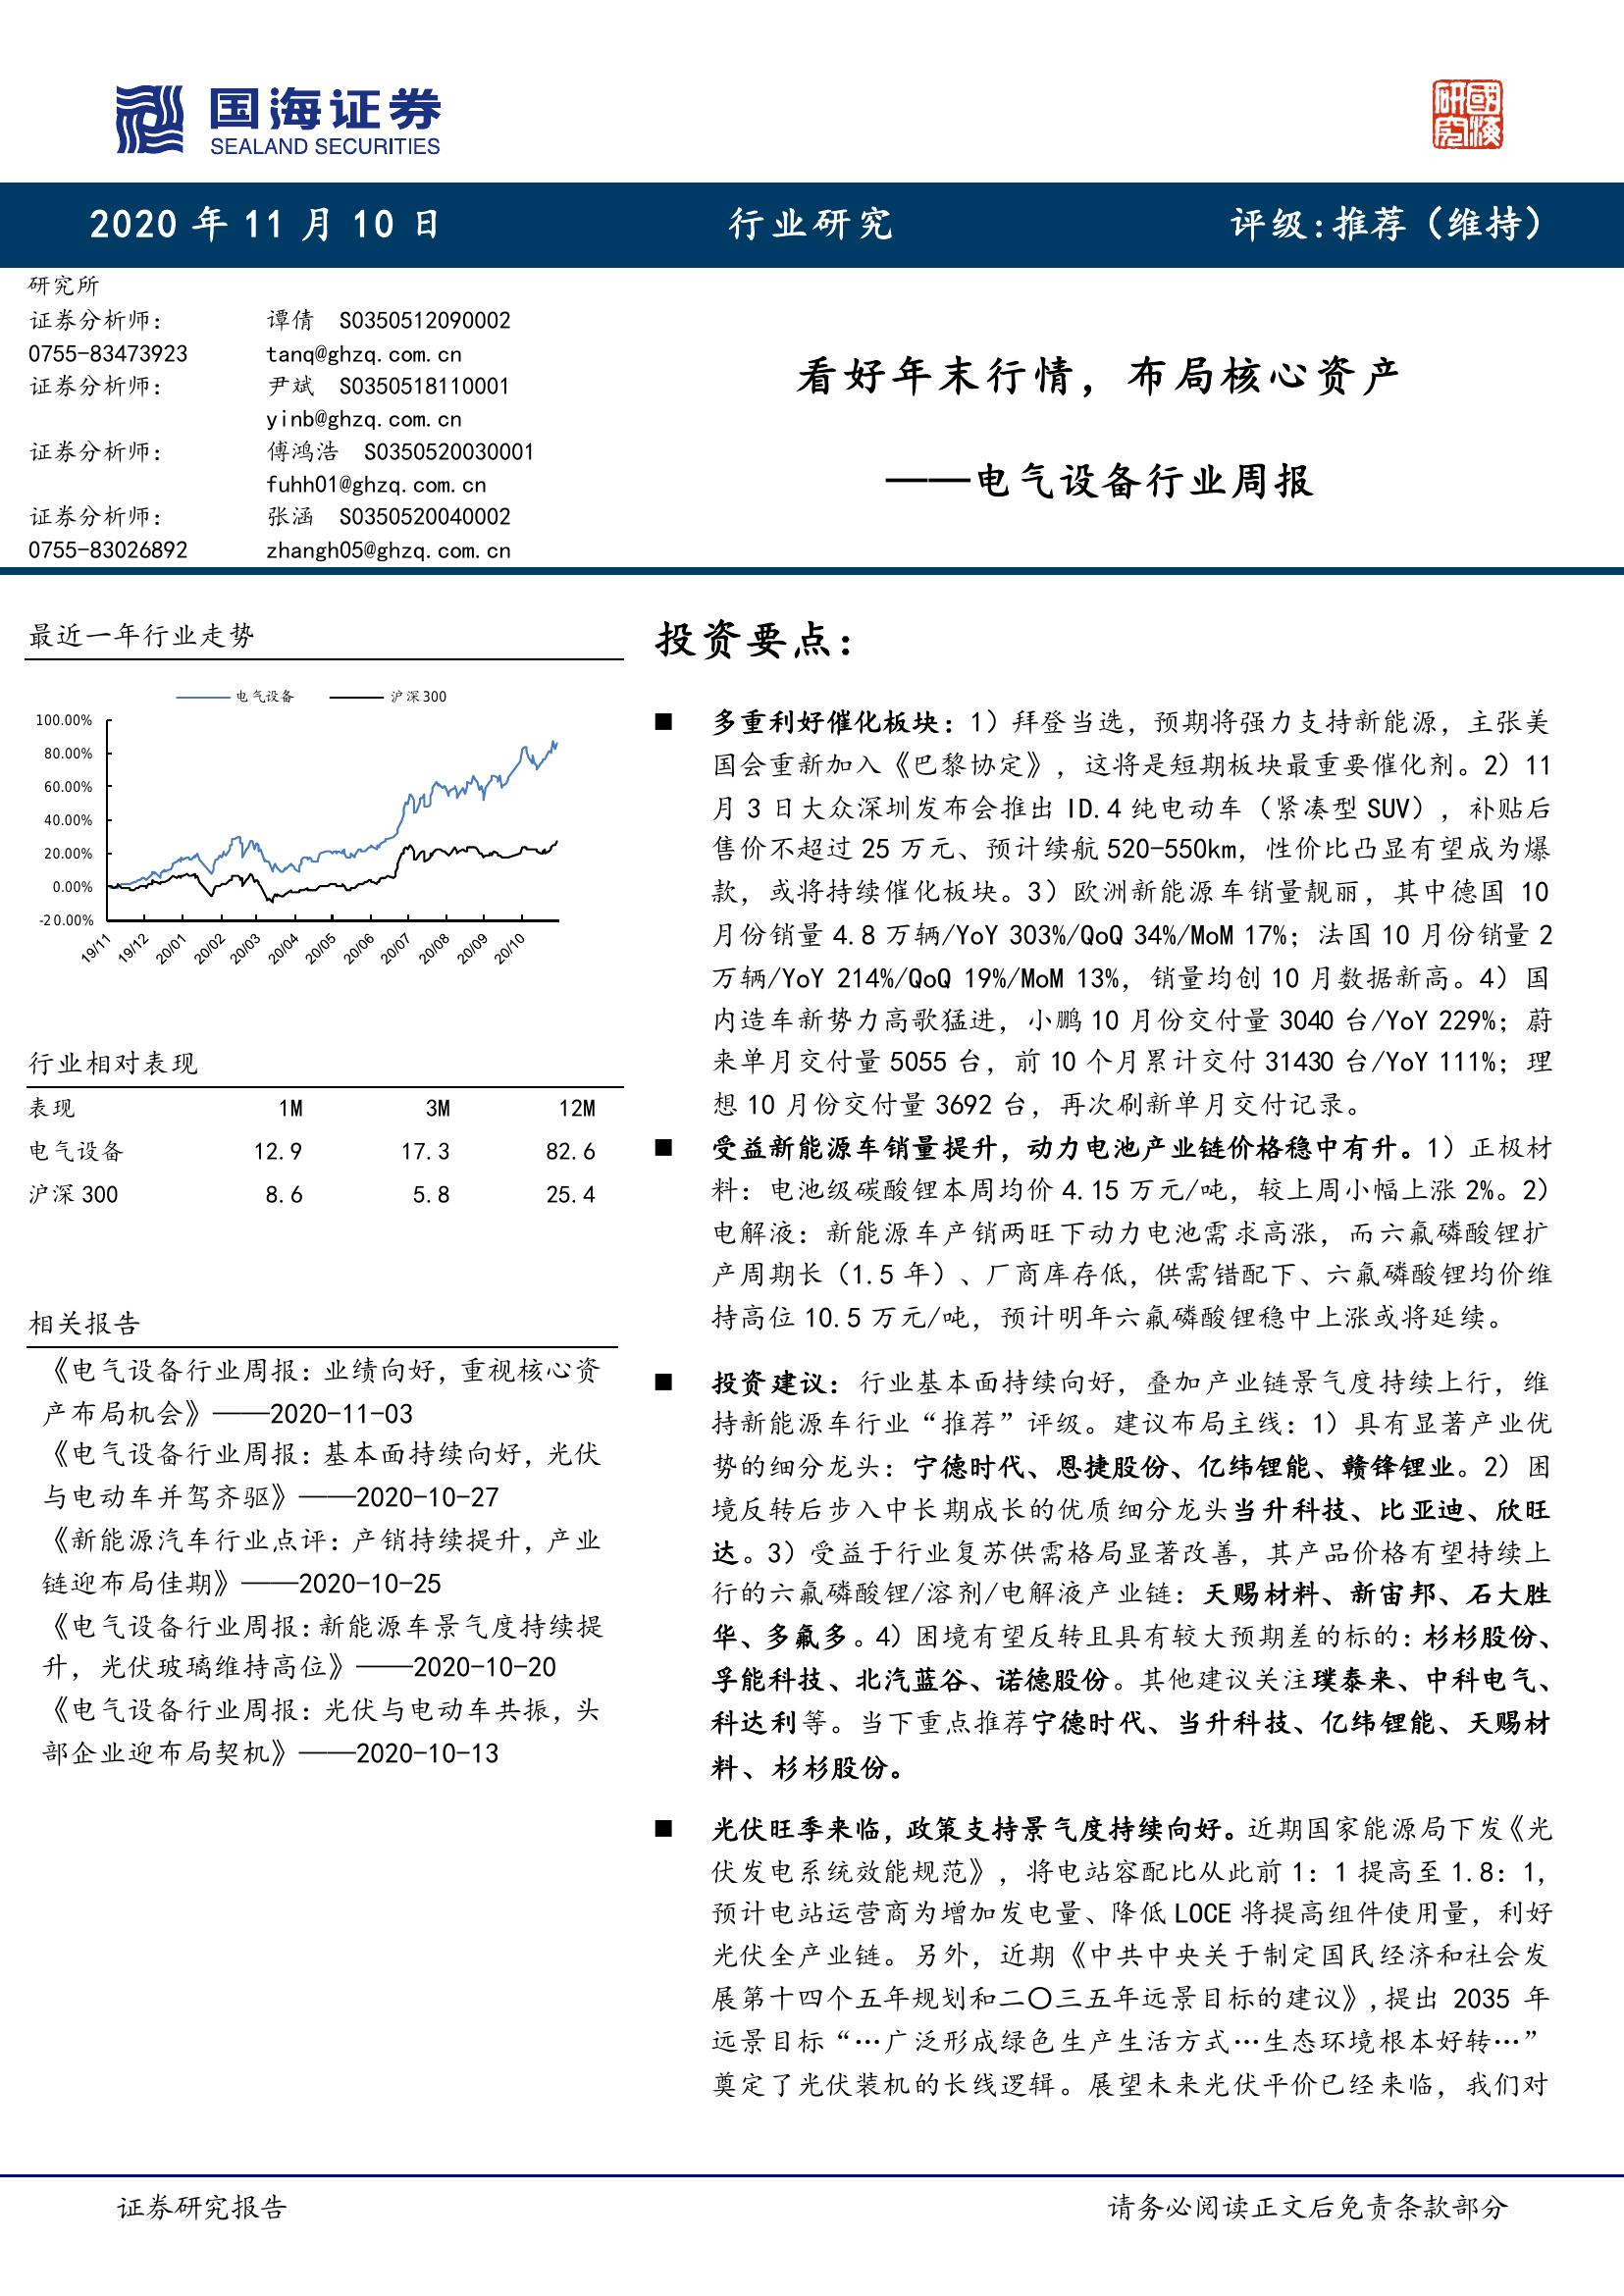 国海证券
SEALAND SECURITIES
國海研究
2020 年 11 月 10 日
行业研究
评级:推荐（维持）
研究所
证券分析师： 谭倩 S0350512090002
0755-83473923 tanq@ghzq.com.cn
证券分析师： 尹斌 S0350518110001
yinb@ghzq.com.cn
证券分析师： 傅鸿浩 S0350520030001
fuhh01@ghzq.com.cn
证券分析师： 张涵 S0350520040002
0755-83026892 zhangh05@ghzq.com.cn
看好年末行情，布局核心资产
——电气设备行业周报
最近一年行业走势
电气设备 沪深300
100.00%
80.00%
60.00%
40.00%
20.00%
0.00%
-20.00%
19/11 19/12 20/01 20/02 20/03 20/04 20/05 20/06 20/07 20/08 20/09 20/10
行业相对表现
表现 1M 3M 12M
电气设备 12.9 17.3 82.6
沪深 300 8.6 5.8 25.4
相关报告
《电气设备行业周报：业绩向好，重视核心资
产布局机会》——2020-11-03
《电气设备行业周报：基本面持续向好，光伏
与电动车并驾齐驱》——2020-10-27
《新能源汽车行业点评：产销持续提升，产业
链迎布局佳期》——2020-10-25
《电气设备行业周报:新能源车景气度持续提
升，光伏玻璃维持高位》——2020-10-20
《电气设备行业周报：光伏与电动车共振，头
部企业迎布局契机》——2020-10-13
投资要点：
■ 多重利好催化板块：1）拜登当选，预期将强力支持新能源，主张美
国会重新加入《巴黎协定》，这将是短期板块最重要催化剂。2）11
月 3 日大众深圳发布会推出 ID.4 纯电动车（紧凑型 SUV），补贴后
售价不超过 25 万元、预计续航 520-550km，性价比凸显有望成为爆
款，或将持续催化板块。3）欧洲新能源车销量靓丽，其中德国 10
月份销量 4.8 万辆/YoY 303%/QoQ 34%/MoM 17%；法国 10 月份销量 2
万辆/YoY 214%/QoQ 19%/MoM 13%，销量均创 10 月数据新高。4）国
内造车新势力高歌猛进，小鹏 10 月份交付量 3040 台/YoY 229%；蔚
来单月交付量 5055 台，前 10 个月累计交付 31430 台/YoY 111%；理
想 10 月份交付量 3692 台，再次刷新单月交付记录。
■ 受益新能源车销量提升，动力电池产业链价格稳中有升。1）正极材
料：电池级碳酸锂本周均价 4.15 万元/吨，较上周小幅上涨 2%。2）
电解液：新能源车产销两旺下动力电池需求高涨，而六氟磷酸锂扩
产周期长（1.5 年）、厂商库存低，供需错配下、六氟磷酸锂均价维
持高位 10.5 万元/吨，预计明年六氟磷酸锂稳中上涨或将延续。
■ 投资建议：行业基本面持续向好，叠加产业链景气度持续上行，维
持新能源车行业“推荐”评级。建议布局主线：1）具有显著产业优
势的细分龙头：宁德时代、恩捷股份、亿纬锂能、赣锋锂业。2）困
境反转后步入中长期成长的优质细分龙头当升科技、比亚迪、欣旺
达。3）受益于行业复苏供需格局显著改善，其产品价格有望持续上
行的六氟磷酸锂/溶剂/电解液产业链：天赐材料、新宙邦、石大胜
华、多氟多。4）困境有望反转且具有较大预期差的标的：杉杉股份、
孚能科技、北汽蓝谷、诺德股份。其他建议关注璞泰来、中科电气、
科达利等。当下重点推荐宁德时代、当升科技、亿纬锂能、天赐材
料、杉杉股份。
■ 光伏旺季来临，政策支持景气度持续向好。近期国家能源局下发《光
伏发电系统效能规范》，将电站容配比从此前 1：1 提高至 1.8：1，
预计电站运营商为增加发电量、降低 LOCE 将提高组件使用量，利好
光伏全产业链。另外，近期《中共中央关于制定国民经济和社会发
展第十四个五年规划和二〇三五年远景目标的建议》,提出 2035 年
远景目标“…广泛形成绿色生产生活方式…生态环境根本好转…”
奠定了光伏装机的长线逻辑。展望未来光伏平价已经来临，我们对
证券研究报告
请务必阅读正文后免责条款部分